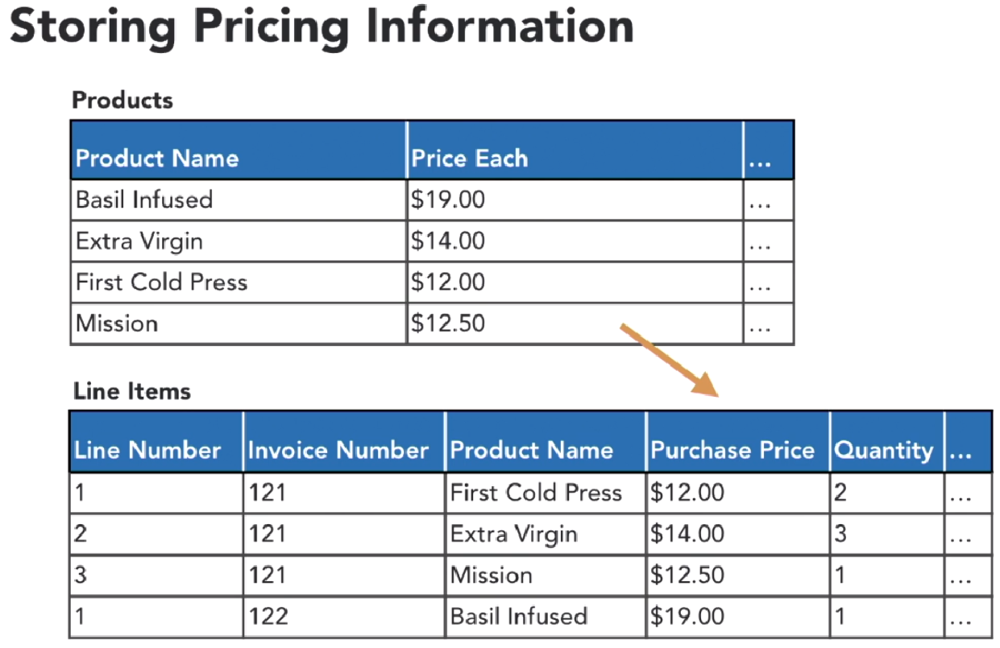 Storing Pricing Information
Products
Product Name Price Each ...
Basil Infused $19.00 ...
Extra Virgin $14.00 ...
First Cold Press $12.00 ...
Mission $12.50 ...
Line Items
Line Number Invoice Number Product Name Purchase Price Quantity ...
1 121 First Cold Press $12.00 2 ...
2 121 Extra Virgin $14.00 3 ...
3 121 Mission $12.50 1 ...
1 122 Basil Infused $19.00 1 ...